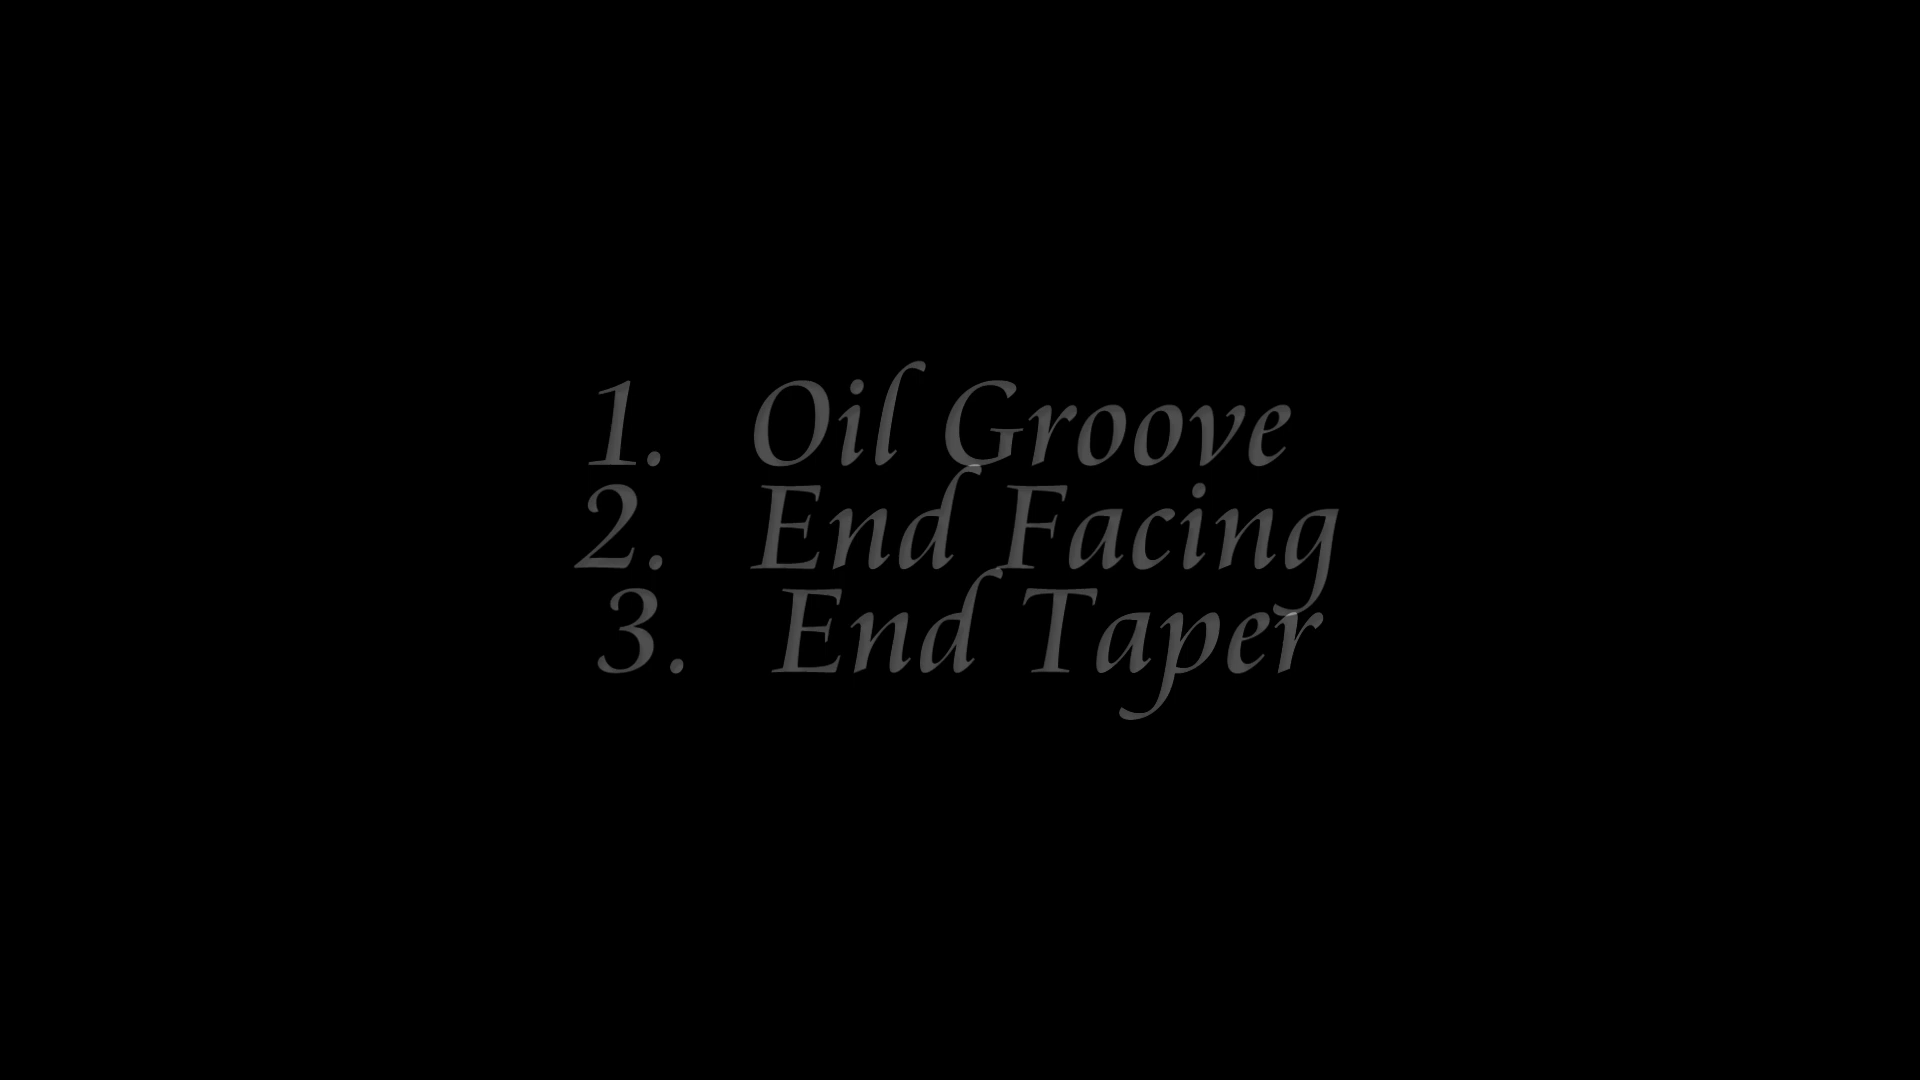 1. Oil Groove
2. End Facing
3. End Taper